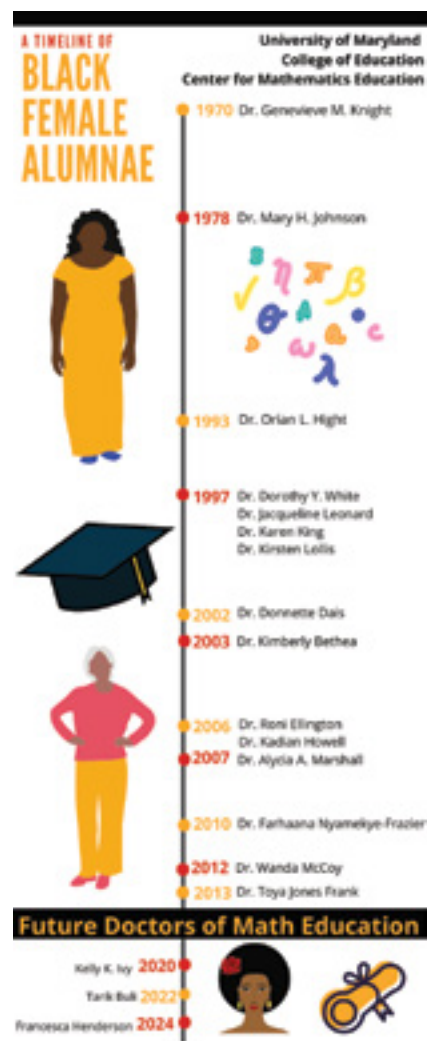 A TIMELINE OF
BLACK
FEMALE
ALUMNAE
University of Maryland
College of Education
Center for Mathematics Education
1970 Dr. Genevieve M. Knight
1978 Dr. Mary H. Johnson
1993 Dr. Orian L. Hight
1997 Dr. Dorothy Y. White
Dr. Jacqueline Leonard
Dr. Karen King
Dr. Kirsten Lollis
2002 Dr. Donnette Dais
2003 Dr. Kimberly Bethea
2006 Dr. Roni Ellington
Dr. Kadian Howell
2007 Dr. Alycia A. Marshall
2010 Dr. Farhaana Nyamekye-Frazier
2012 Dr. Wanda McCoy
2013 Dr. Toya Jones Frank
Future Doctors of Math Education
Kelly K. Ivy 2020
Tarik Buli 2022
Francesca Henderson 2024